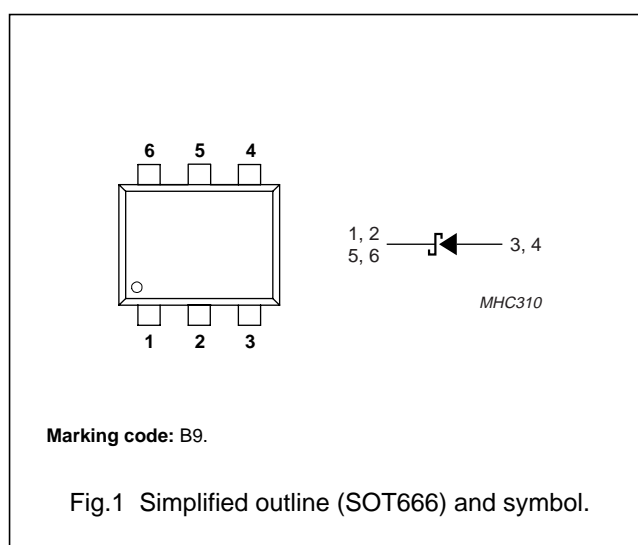 6 5 4
1, 2
5, 6
3, 4
MHC310
1 2 3
Marking code: B9.
Fig.1 Simplified outline (SOT666) and symbol.